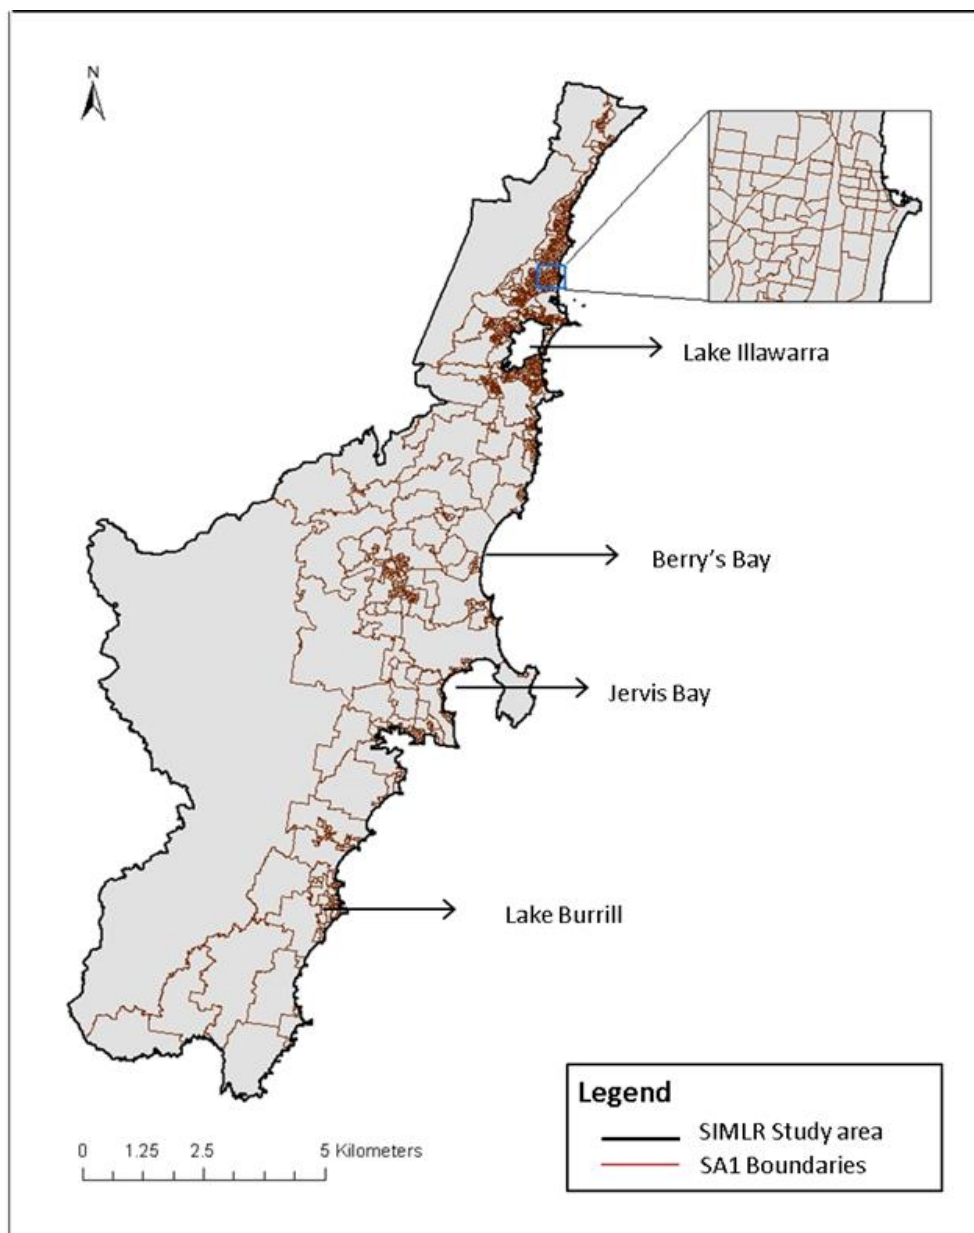 N
Lake Illawarra
Berry's Bay
Jervis Bay
Lake Burrill
Legend
SIMLR Study area
SA1 Boundaries
0 1.25 2.5 5 Kilometers